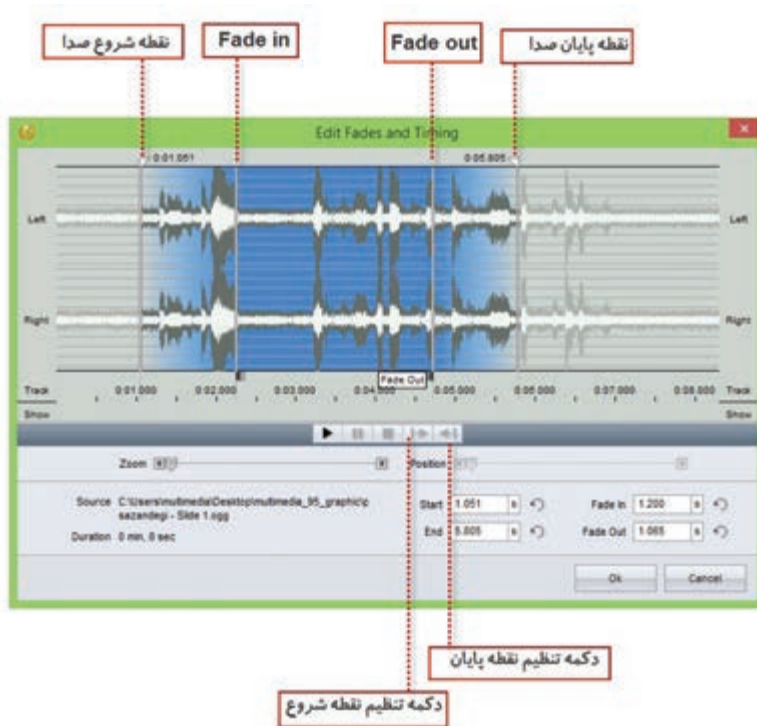 نقطه شروع صدا
Fade in
Fade out
نقطه پایان صدا
Edit Fades and Timing
0:01.051
0:05.805
Left
Left
Right
Right
Fade Out
Track 0:01.000 0:02.000 0:03.000 0:04.000 0:05.000 0:06.000 0:07.000 0:08.000 Track
Show
Show
Zoom
Position
Source C:\Users\multimedia\Desktop\multimedia_95_graphic\p
sazandegi - Slide 1.ogg
Duration 0 min, 8 sec
Start 1.051 s
Fade In 1.200 s
End 5.805 s
Fade Out 1.065 s
Ok
Cancel
دکمه تنظیم نقطه پایان
دکمه تنظیم نقطه شروع